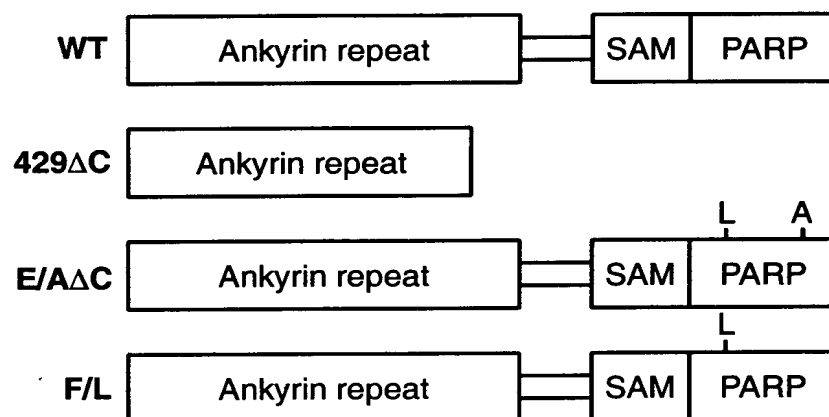 WT Ankyrin repeat SAM PARP
429ΔC Ankyrin repeat
L A
E/AΔC Ankyrin repeat SAM PARP
L
F/L Ankyrin repeat SAM PARP